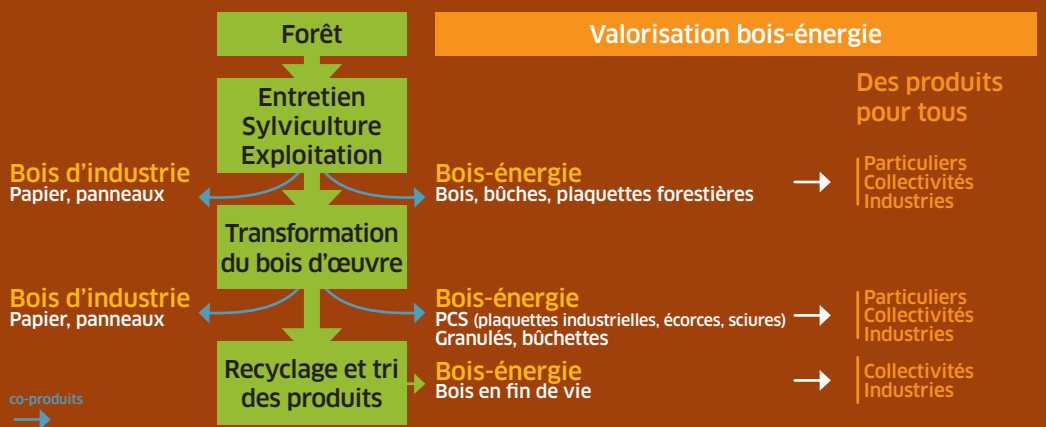 Forêt
Valorisation bois-énergie
Des produits
pour tous
Entretien
Sylviculture
Exploitation
Bois d'industrie
Papier, panneaux
Bois-énergie
Bois, bûches, plaquettes forestières
Particuliers
Collectivités
Industries
Transformation
du bois d'œuvre
Bois d'industrie
Papier, panneaux
Bois-énergie
PCS (plaquettes industrielles, écorces, sciures)
Granulés, bûchettes
Particuliers
Collectivités
Industries
Recyclage et tri
des produits
Bois-énergie
Bois en fin de vie
Collectivités
Industries
co-produits